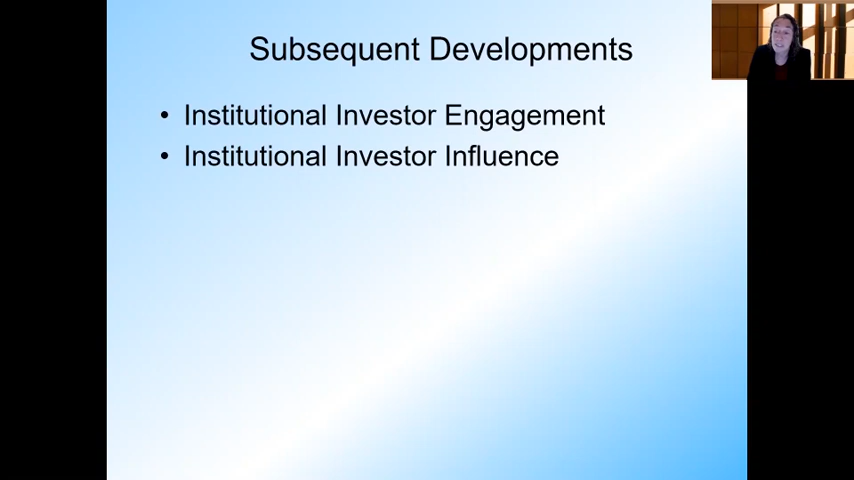 Subsequent Developments
• Institutional Investor Engagement
• Institutional Investor Influence